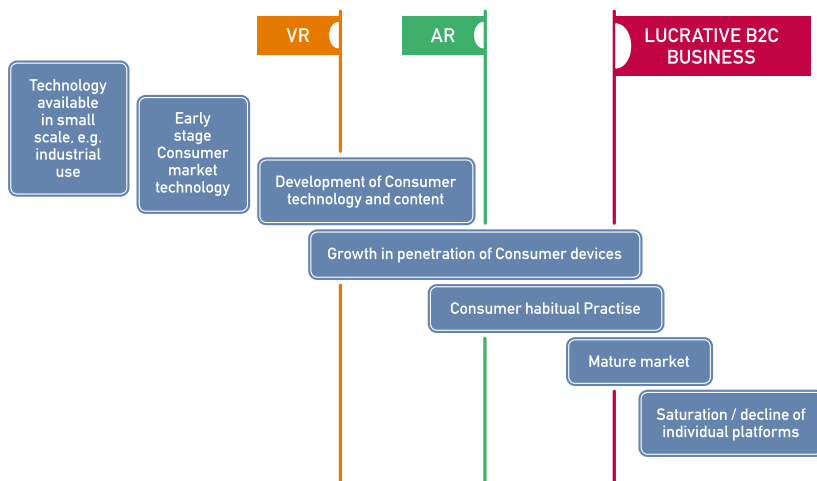 VR
AR
LUCRATIVE B2C
BUSINESS
Technology
available
in small
scale, e.g.
industrial
use
Early
stage
Consumer
market
technology
Development of Consumer
technology and content
Growth in penetration of Consumer devices
Consumer habitual Practise
Mature market
Saturation / decline of
individual platforms